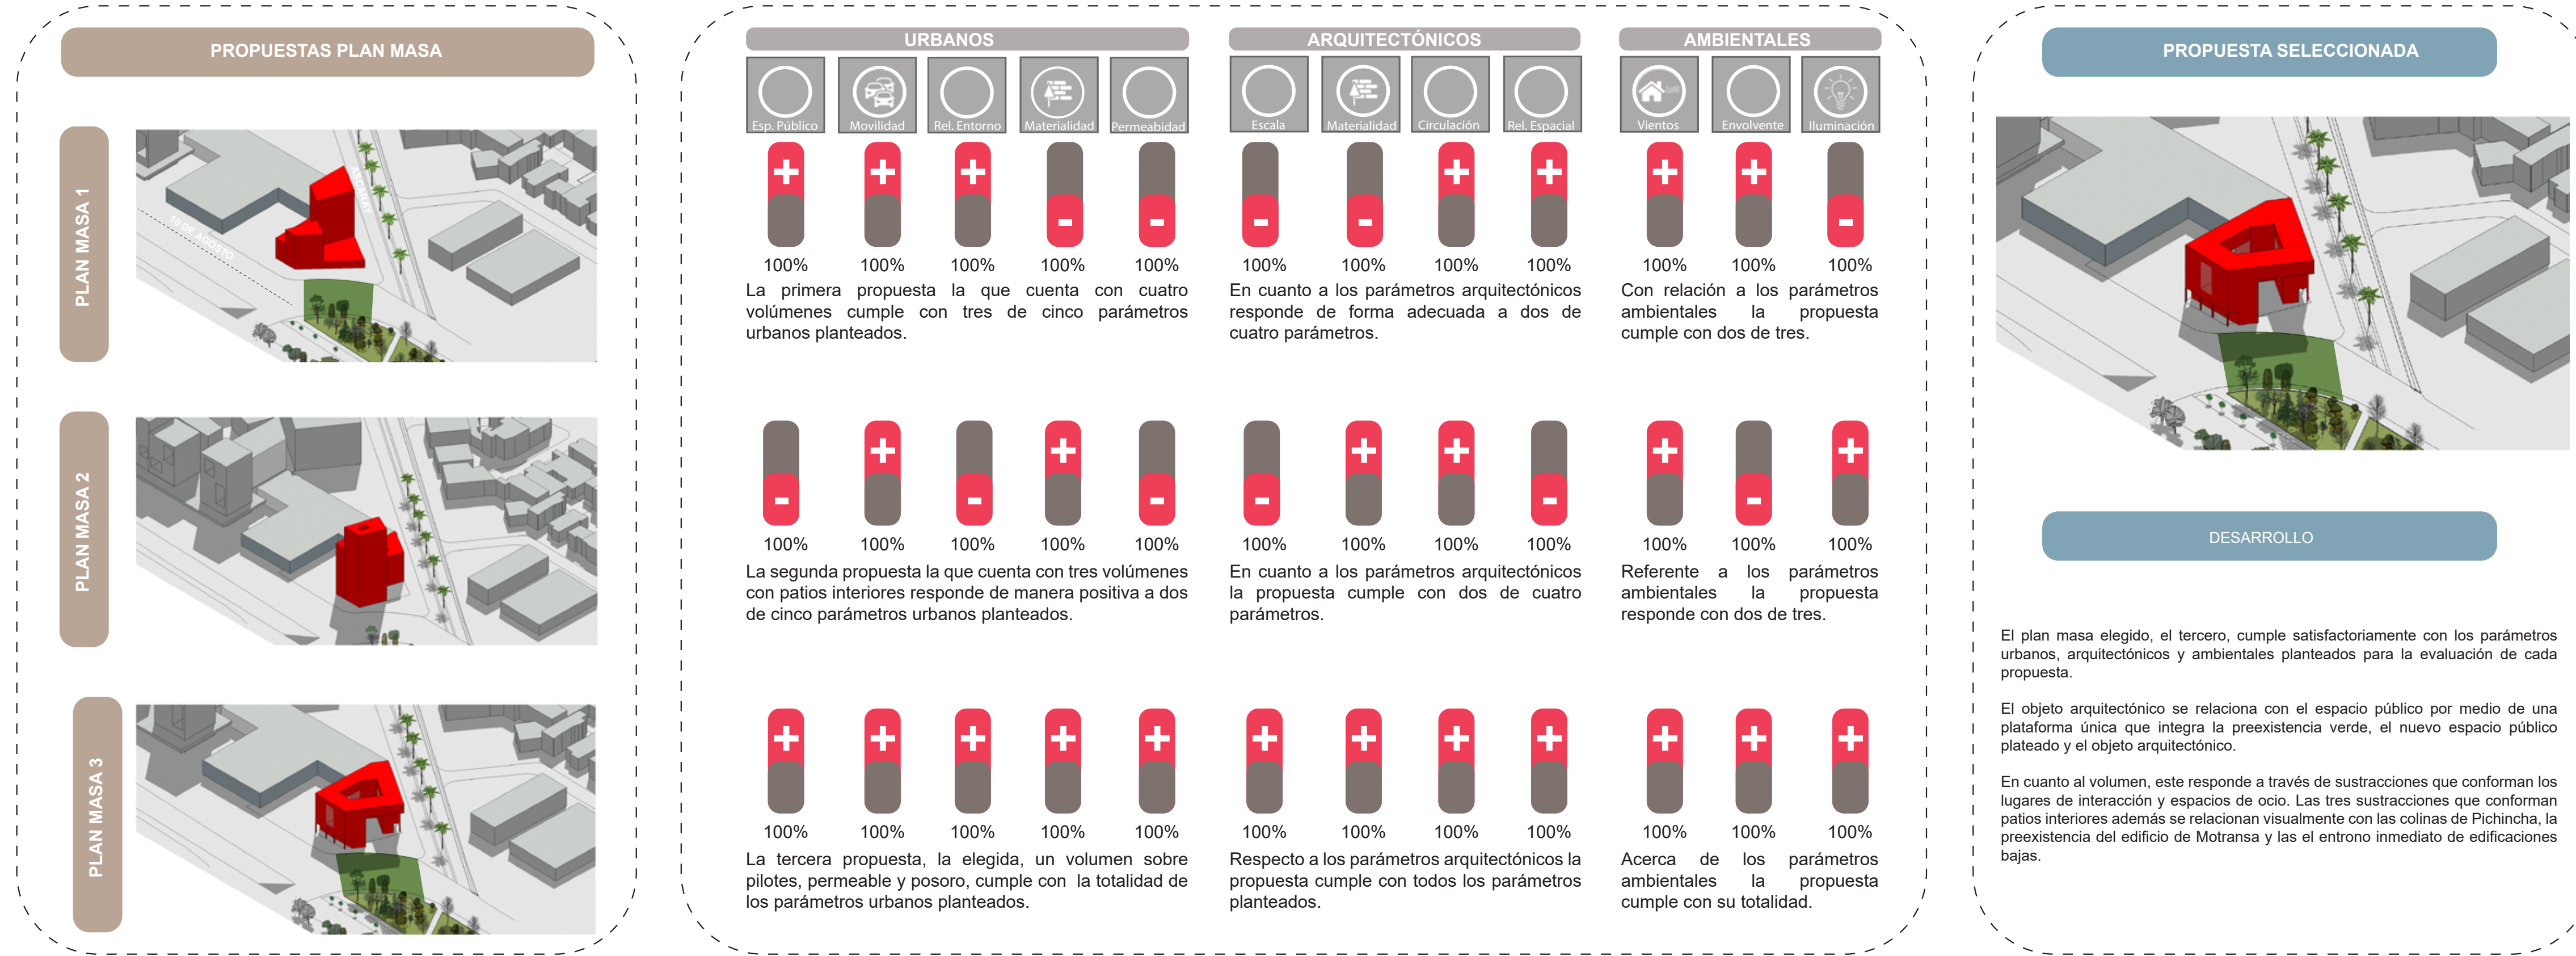 PROPUESTAS PLAN MASA
PLAN MASA 1
10 DE AGOSTO
ASCARAY
PLAN MASA 2
PLAN MASA 3
URBANOS
Esp. Público Movilidad Rel. Entorno Materialidad Permeabidad
ARQUITECTÓNICOS
Escala Materialidad Circulación Rel. Espacial
AMBIENTALES
Vientos Envolvente Iluminación
+ + + - - - - + + + + -
100% 100% 100% 100% 100% 100% 100% 100% 100% 100% 100% 100%
La primera propuesta la que cuenta con cuatro
volúmenes cumple con tres de cinco parámetros
urbanos planteados.
En cuanto a los parámetros arquitectónicos
responde de forma adecuada a dos de
cuatro parámetros.
Con relación a los parámetros
ambientales la propuesta
cumple con dos de tres.
- + - + - - + + - + - +
100% 100% 100% 100% 100% 100% 100% 100% 100% 100% 100% 100%
La segunda propuesta la que cuenta con tres volúmenes
con patios interiores responde de manera positiva a dos
de cinco parámetros urbanos planteados.
En cuanto a los parámetros arquitectónicos
la propuesta cumple con dos de cuatro
parámetros.
Referente a los parámetros
ambientales la propuesta
responde con dos de tres.
+ + + + + + + + + + + +
100% 100% 100% 100% 100% 100% 100% 100% 100% 100% 100% 100%
La tercera propuesta, la elegida, un volumen sobre
pilotes, permeable y posoro, cumple con la totalidad de
los parámetros urbanos planteados.
Respecto a los parámetros arquitectónicos la
propuesta cumple con todos los parámetros
planteados.
Acerca de los parámetros
ambientales la propuesta
cumple con su totalidad.
PROPUESTA SELECCIONADA
DESARROLLO
El plan masa elegido, el tercero, cumple satisfactoriamente con los parámetros
urbanos, arquitectónicos y ambientales planteados para la evaluación de cada
propuesta.
El objeto arquitectónico se relaciona con el espacio público por medio de una
plataforma única que integra la preexistencia verde, el nuevo espacio público
plateado y el objeto arquitectónico.
En cuanto al volumen, este responde a través de sustracciones que conforman los
lugares de interacción y espacios de ocio. Las tres sustracciones que conforman
patios interiores además se relacionan visualmente con las colinas de Pichincha, la
preexistencia del edificio de Motransa y las el entrono inmediato de edificaciones
bajas.